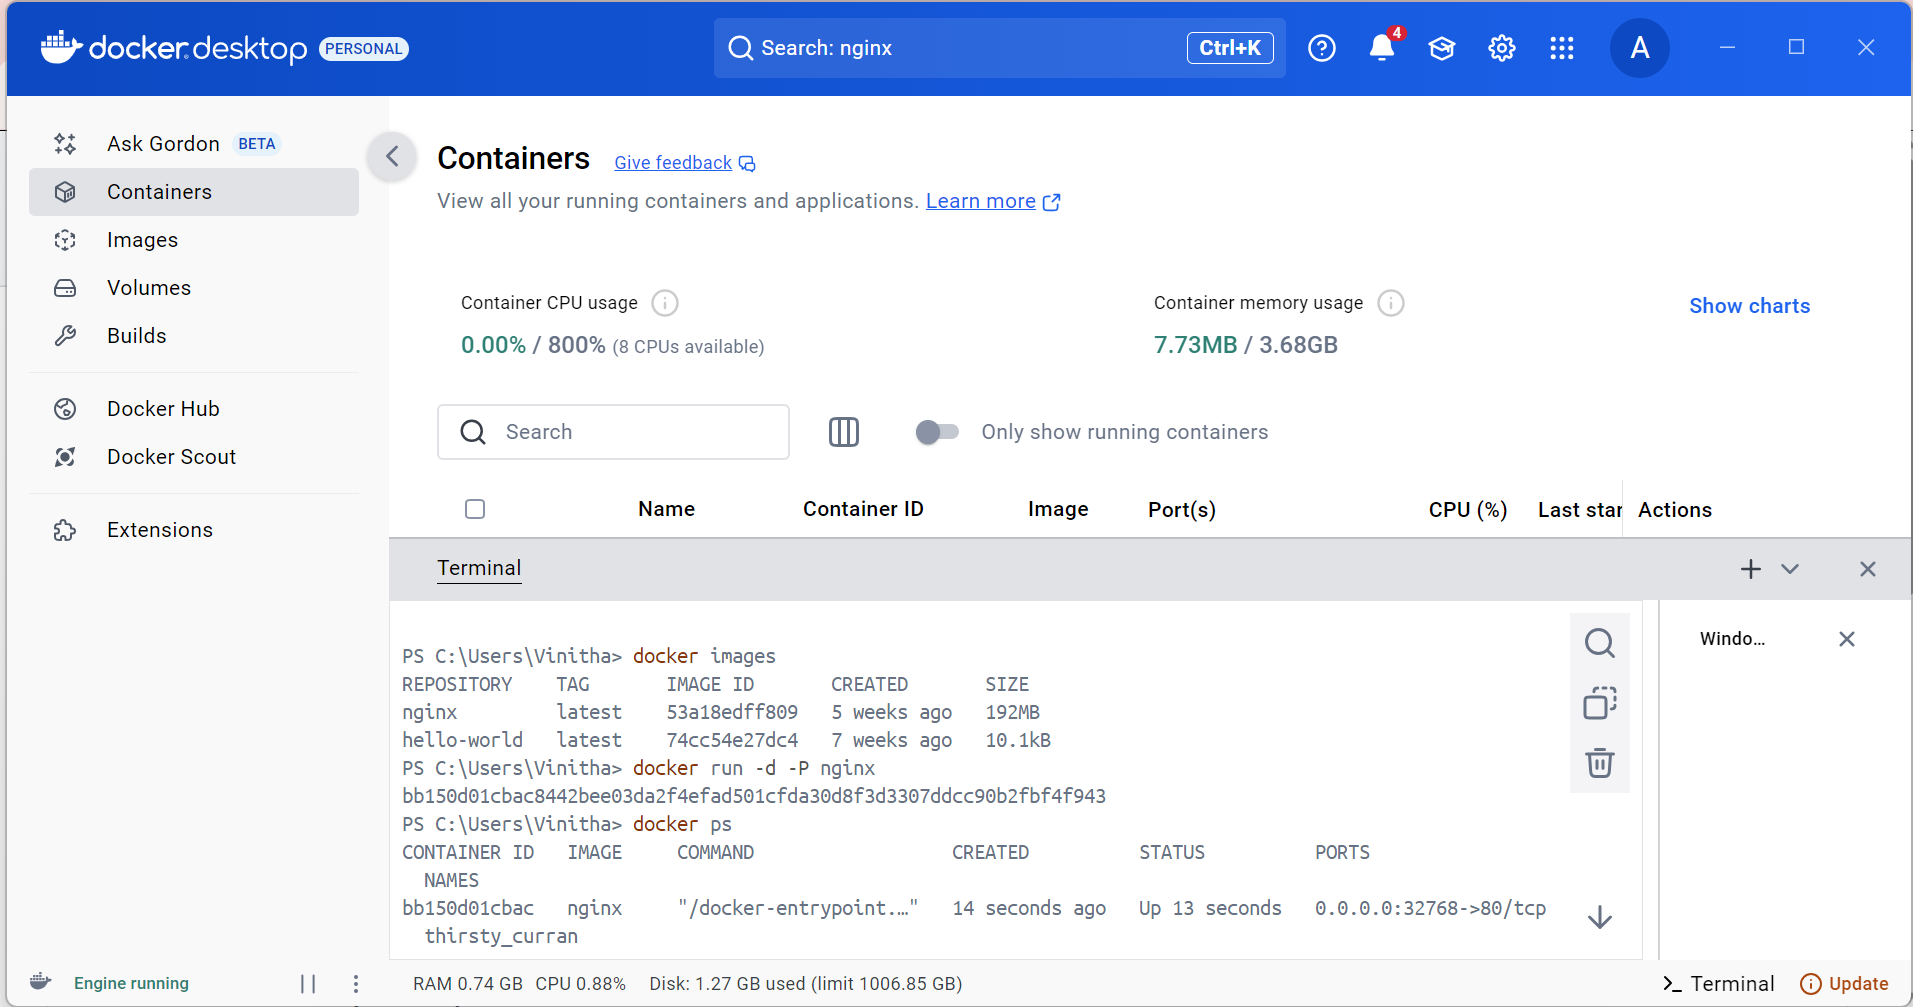 docker desktop PERSONAL
Search: nginx Ctrl+K
4
A
Ask Gordon BETA
Containers
Images
Volumes
Builds
Docker Hub
Docker Scout
Extensions
Containers Give feedback
View all your running containers and applications. Learn more
Container CPU usage
0.00% / 800% (8 CPUs available)
Container memory usage
7.73MB / 3.68GB
Show charts
Search
Only show running containers
Name Container ID Image Port(s) CPU (%) Last star Actions
Terminal
Windo...
PS C:\Users\Vinitha> docker images
REPOSITORY TAG IMAGE ID CREATED SIZE
nginx latest 53a18edff809 5 weeks ago 192MB
hello-world latest 74cc54e27dc4 7 weeks ago 10.1kB
PS C:\Users\Vinitha> docker run -d -P nginx
bb150d01cbac8442bee03da2f4efad501cfda30d8f3d3307ddcc90b2fbf4f943
PS C:\Users\Vinitha> docker ps
CONTAINER ID IMAGE COMMAND CREATED STATUS PORTS
NAMES
bb150d01cbac nginx "/docker-entrypoint.…" 14 seconds ago Up 13 seconds 0.0.0.0:32768->80/tcp
thirsty_curran
Engine running
RAM 0.74 GB CPU 0.88% Disk: 1.27 GB used (limit 1006.85 GB)
Terminal
Update